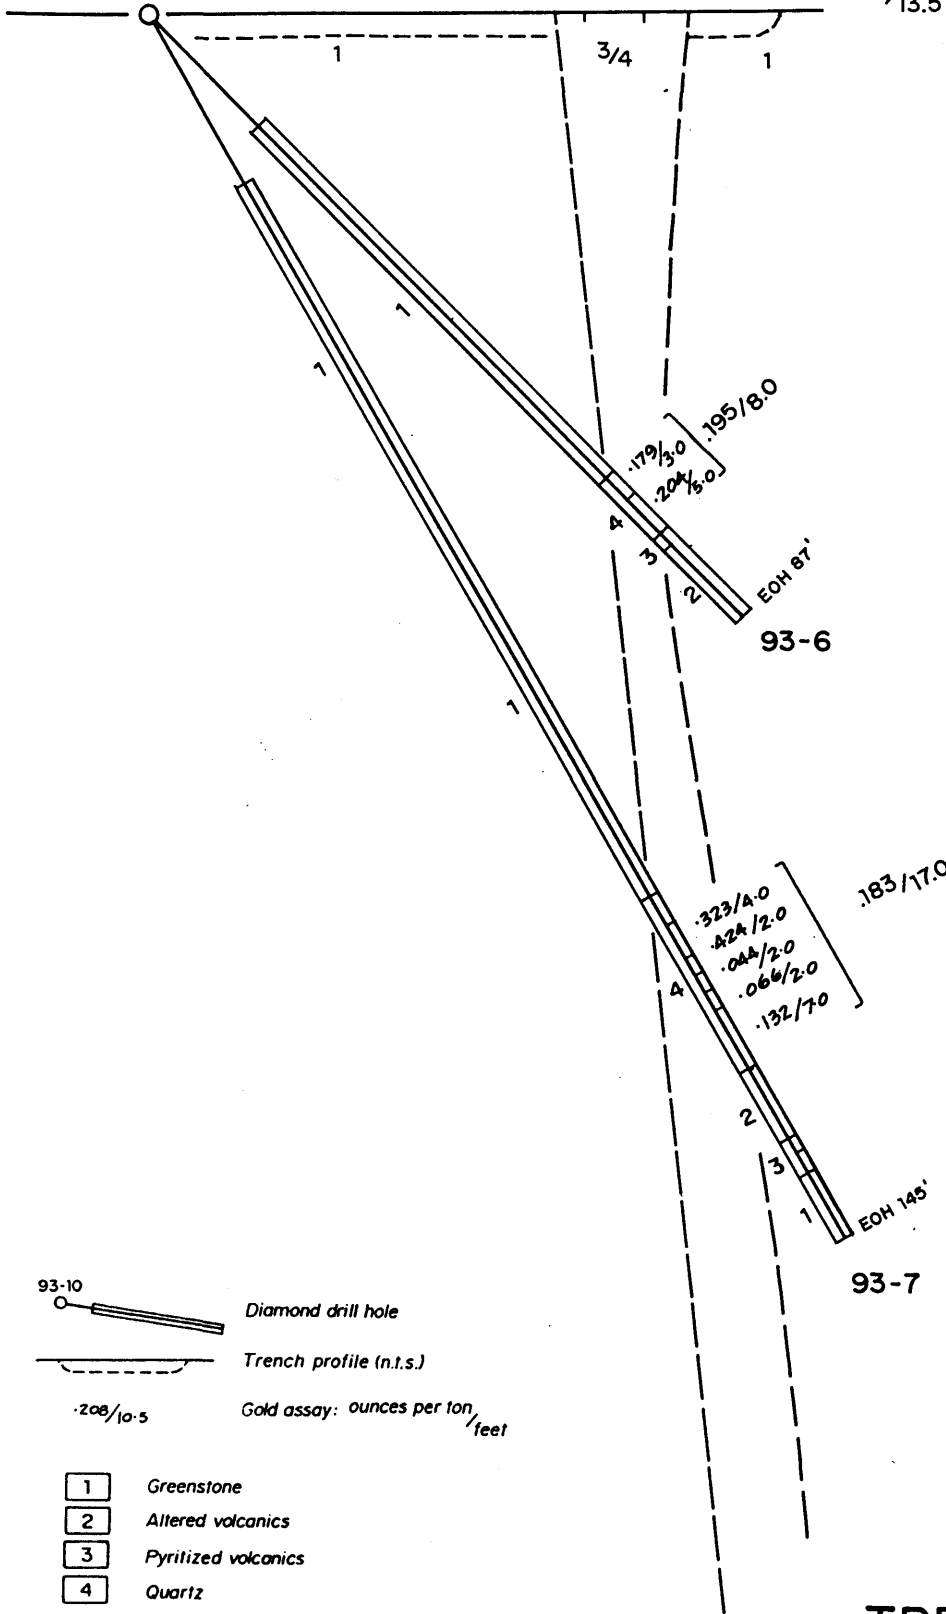 13.5
1
3/4
1
1
1
.195/8.0
.179/3.0
.204/5.0
4
3
2
EOH 87'
93-6
1
.183/17.0
.323/4.0
.424/2.0
.044/2.0
.066/2.0
.132/7.0
4
2
3
1
EOH 145'
93-7
93-10
Diamond drill hole
Trench profile (n.t.s.)
.208/10.5 Gold assay: ounces per ton/feet
1 Greenstone
2 Altered volcanics
3 Pyritized volcanics
4 Quartz